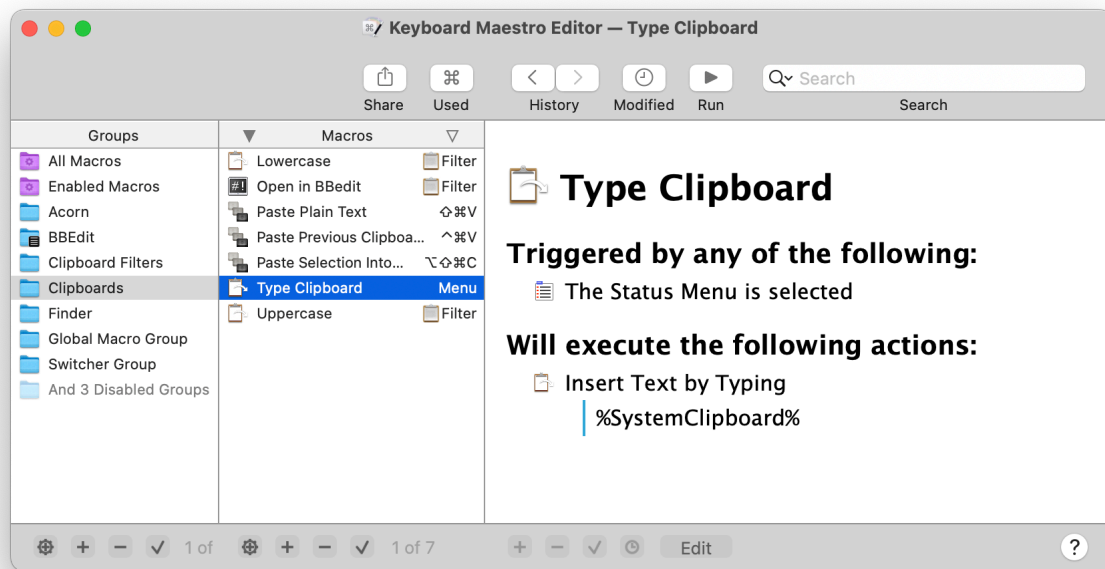 Keyboard Maestro Editor — Type Clipboard
Search
Share
Used
History
Modified
Run
Search
Groups
All Macros
Enabled Macros
Acorn
BBEdit
Clipboard Filters
Clipboards
Finder
Global Macro Group
Switcher Group
And 3 Disabled Groups
Macros
Lowercase Filter
#! Open in BBedit Filter
Paste Plain Text ⇧⌘V
Paste Previous Clipboa... ^⌘V
Paste Selection Into... ⌥⇧⌘C
Type Clipboard Menu
Uppercase Filter
Type Clipboard
Triggered by any of the following:
The Status Menu is selected
Will execute the following actions:
Insert Text by Typing
%SystemClipboard%
1 of
1 of 7
Edit
?